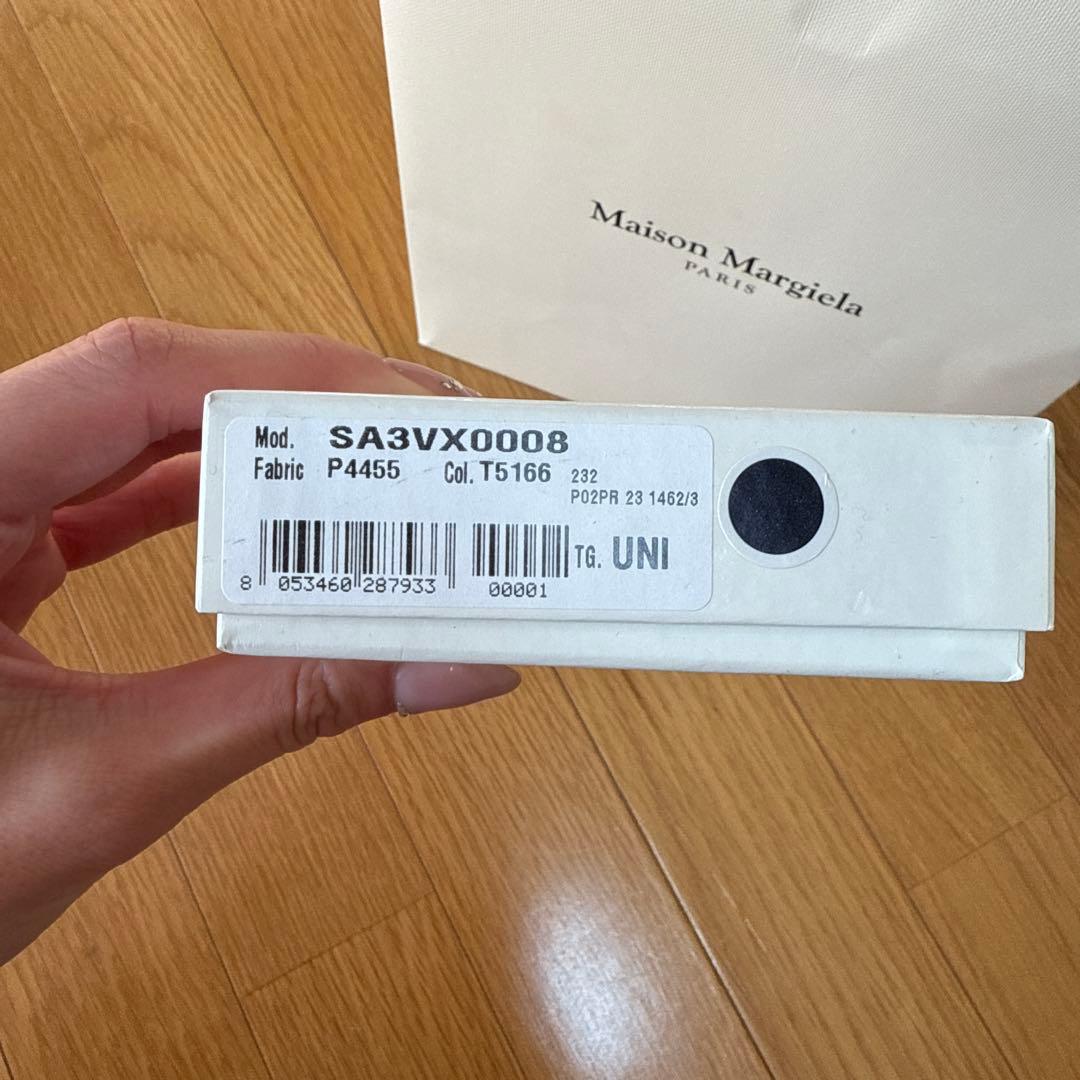 Maison Margiela
PARIS
Mod. SA3VX0008
Fabric P4455 Col. T5166 232
P02PR 23 1462/3
TG. UNI
8 053460 287933 00001